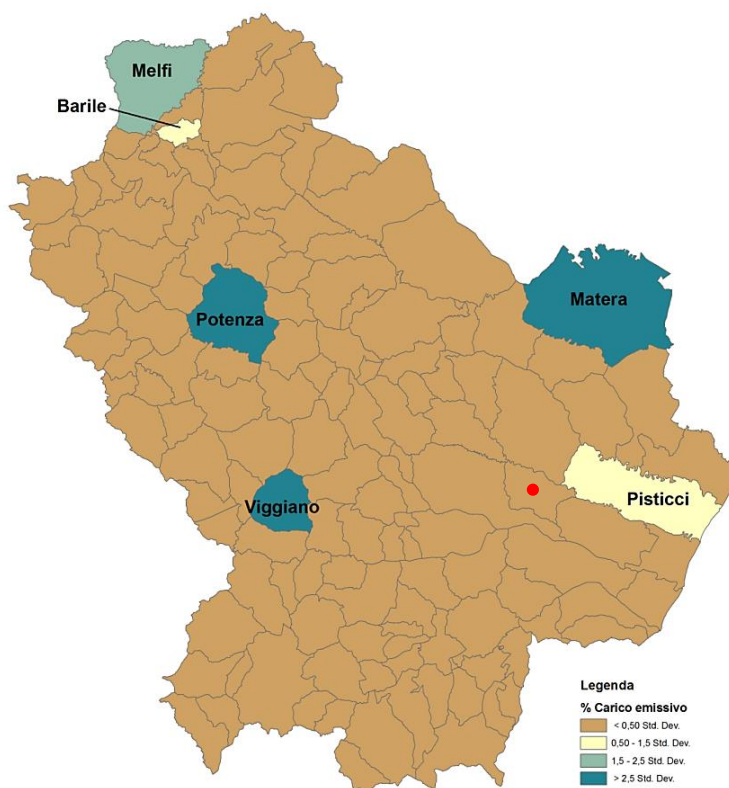 Melfi
Barile
Matera
Potenza
Pisticci
Viggiano
Legenda
% Carico emissivo
< 0,50 Std. Dev.
0,50 - 1,5 Std. Dev.
1,5 - 2,5 Std. Dev.
> 2,5 Std. Dev.